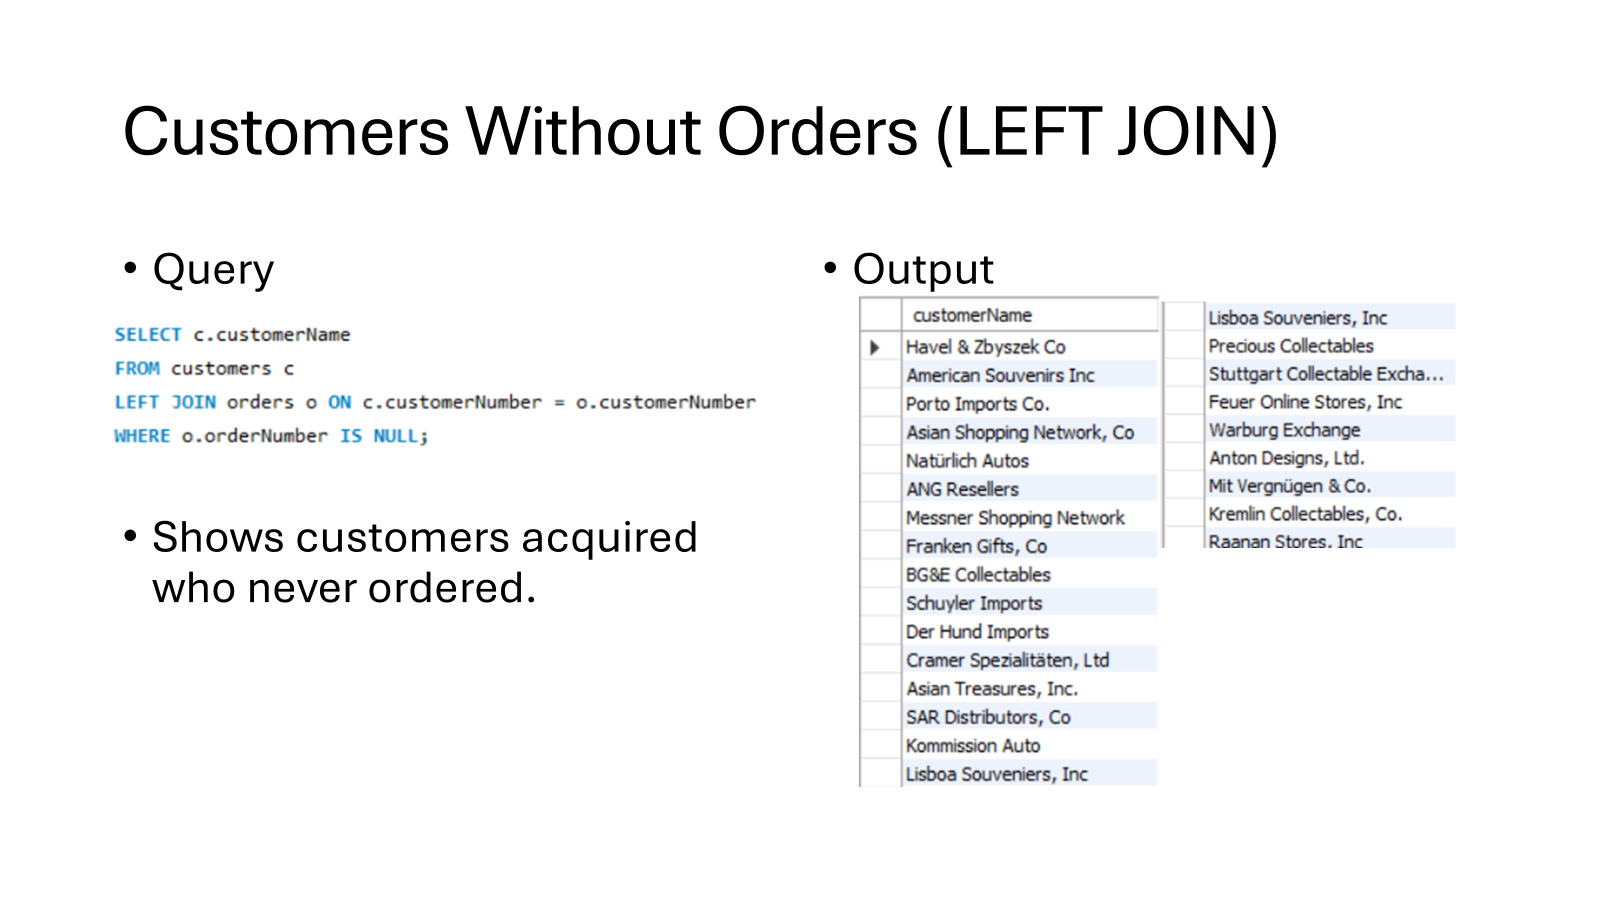 Customers Without Orders (LEFT JOIN)
• Query
SELECT c.customerName
FROM customers c
LEFT JOIN orders o ON c.customerNumber = o.customerNumber
WHERE o.orderNumber IS NULL;
• Shows customers acquired
who never ordered.
• Output
customerName
Havel & Zbyszek Co
American Souvenirs Inc
Porto Imports Co.
Asian Shopping Network, Co
Natürlich Autos
ANG Resellers
Messner Shopping Network
Franken Gifts, Co
BG&E Collectables
Schuyler Imports
Der Hund Imports
Cramer Spezialitäten, Ltd
Asian Treasures, Inc.
SAR Distributors, Co
Kommission Auto
Lisboa Souveniers, Inc
Lisboa Souveniers, Inc
Precious Collectables
Stuttgart Collectable Excha...
Feuer Online Stores, Inc
Warburg Exchange
Anton Designs, Ltd.
Mit Vergnügen & Co.
Kremlin Collectables, Co.
Raanan Stores, Inc